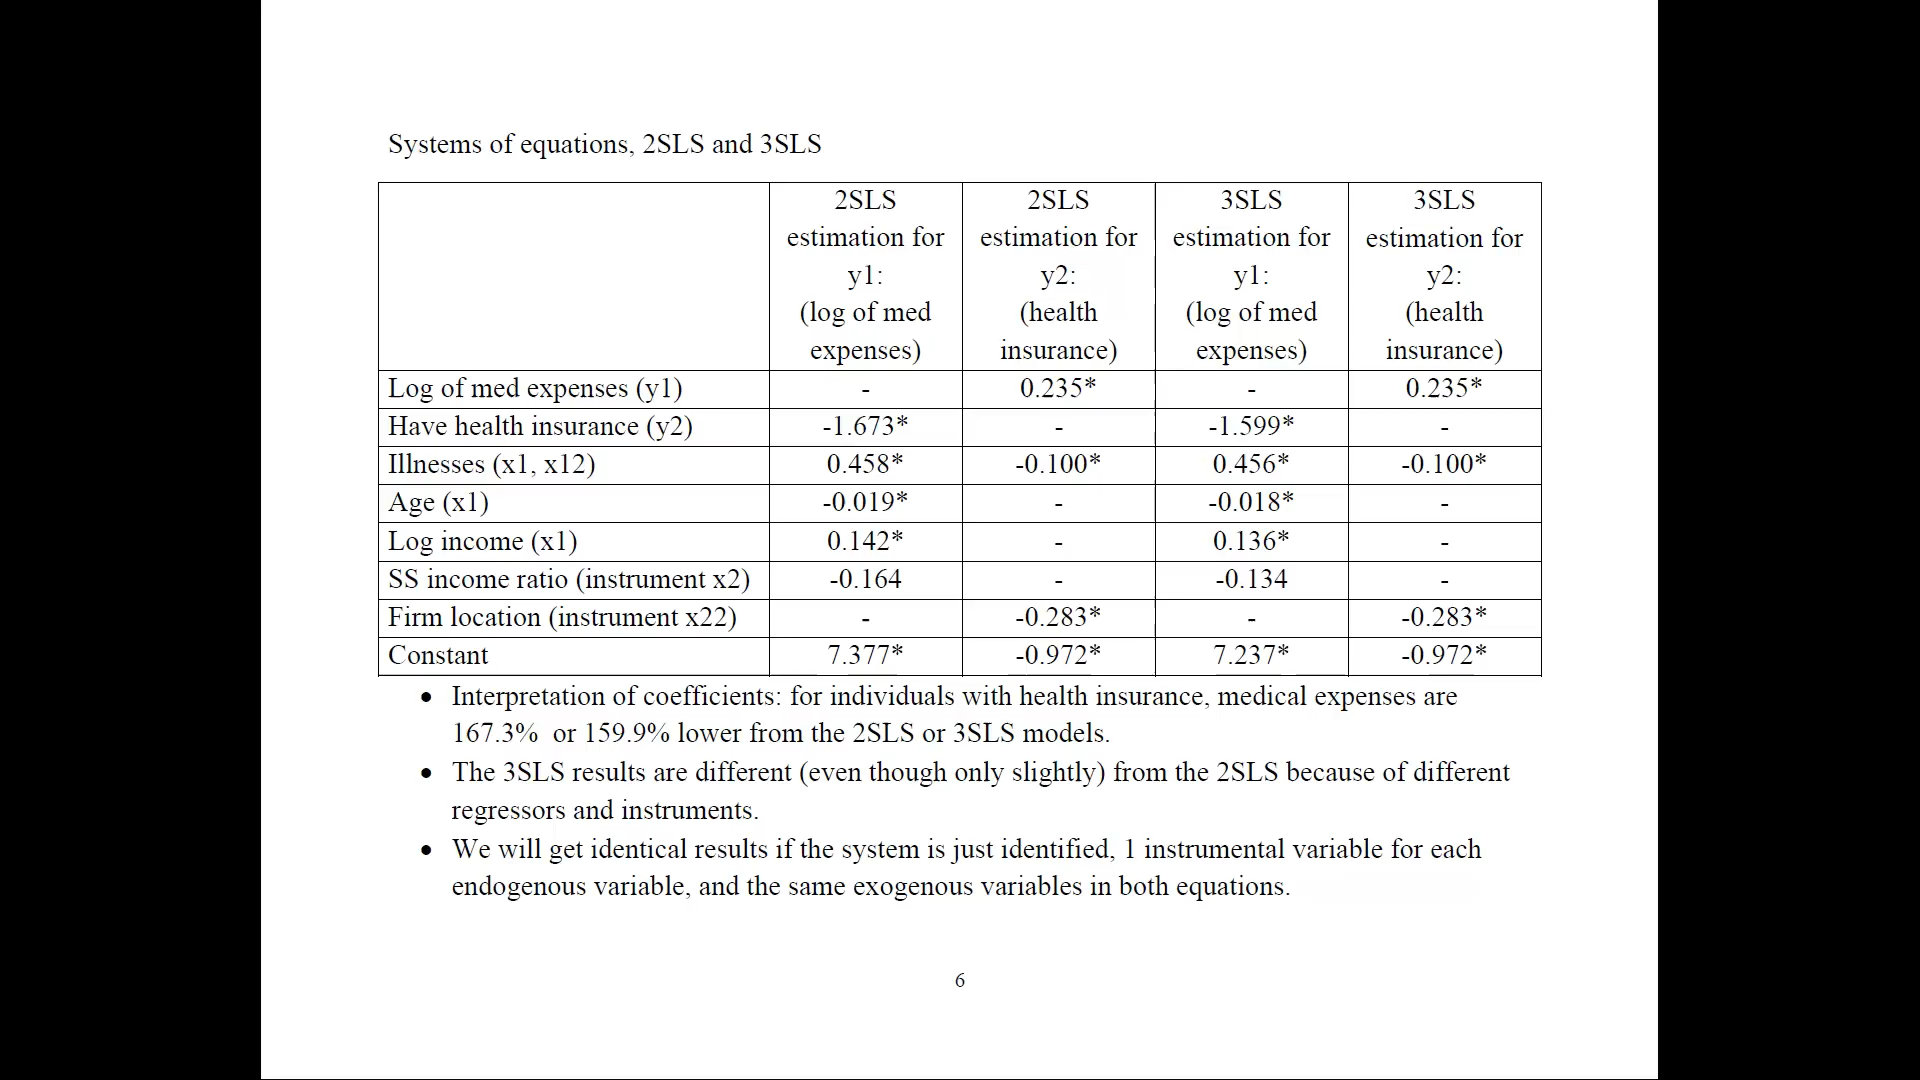 Systems of equations, 2SLS and 3SLS
2SLS estimation for y1: (log of med expenses) 2SLS estimation for y2: (health insurance) 3SLS estimation for y1: (log of med expenses) 3SLS estimation for y2: (health insurance)
Log of med expenses (y1) - 0.235* - 0.235*
Have health insurance (y2) -1.673* - -1.599* -
Illnesses (x1, x12) 0.458* -0.100* 0.456* -0.100*
Age (x1) -0.019* - -0.018* -
Log income (x1) 0.142* - 0.136* -
SS income ratio (instrument x2) -0.164 - -0.134 -
Firm location (instrument x22) - -0.283* - -0.283*
Constant 7.377* -0.972* 7.237* -0.972*
• Interpretation of coefficients: for individuals with health insurance, medical expenses are
167.3% or 159.9% lower from the 2SLS or 3SLS models.
• The 3SLS results are different (even though only slightly) from the 2SLS because of different
regressors and instruments.
• We will get identical results if the system is just identified, 1 instrumental variable for each
endogenous variable, and the same exogenous variables in both equations.
6